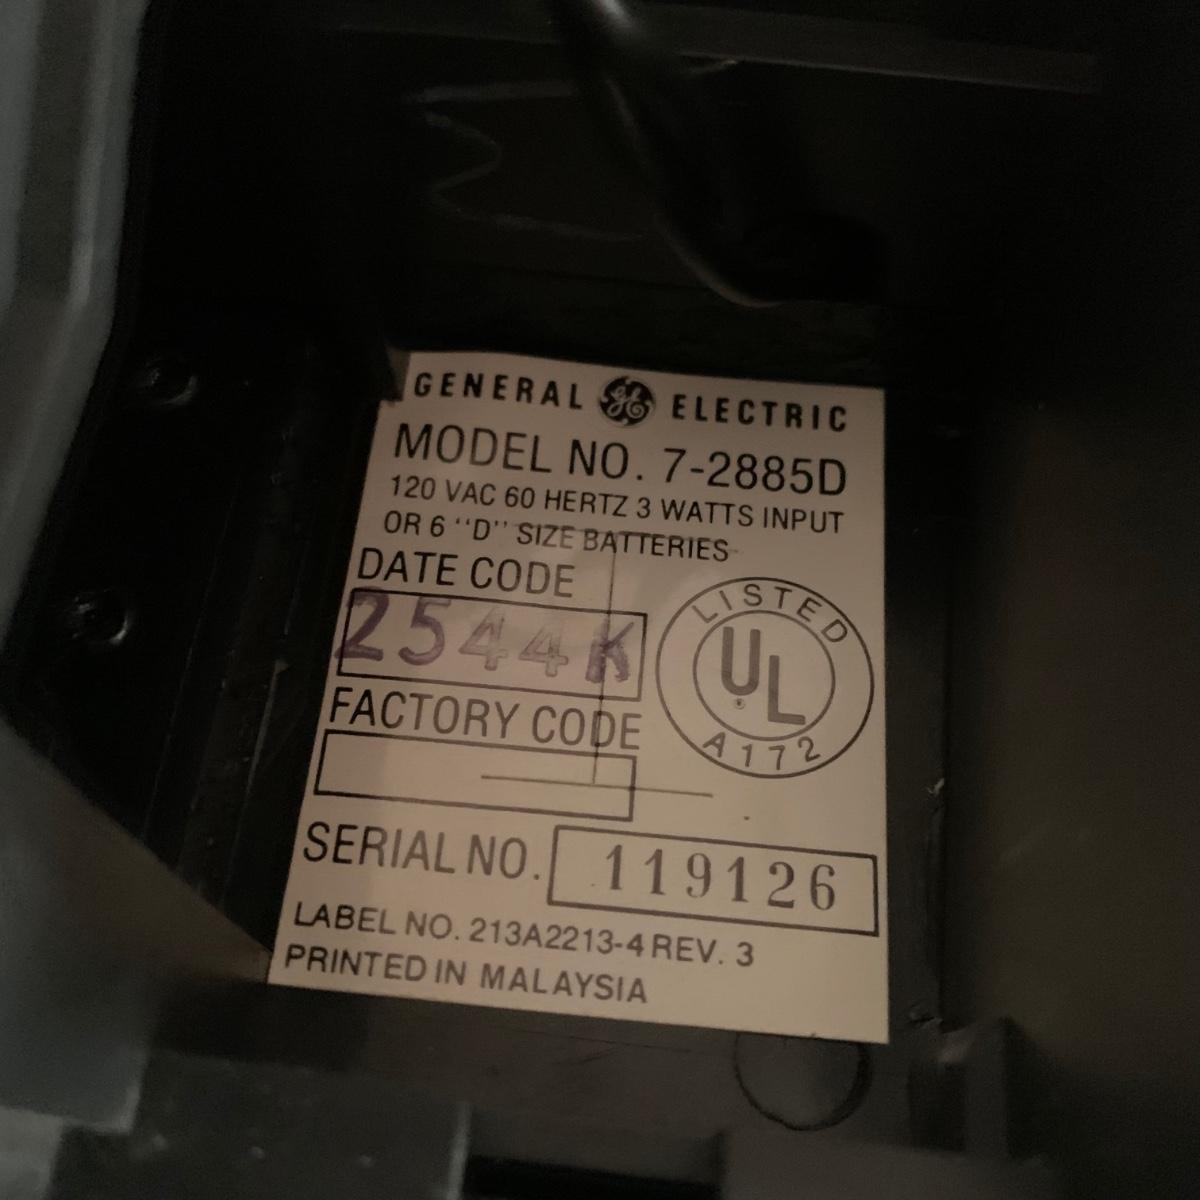 GENERAL GE ELECTRIC
MODEL NO. 7-2885D
120 VAC 60 HERTZ 3 WATTS INPUT
OR 6 "D" SIZE BATTERIES
DATE CODE
2544K
LISTED
UL
®
A172
FACTORY CODE
SERIAL NO. 119126
LABEL NO. 213A2213-4 REV. 3
PRINTED IN MALAYSIA